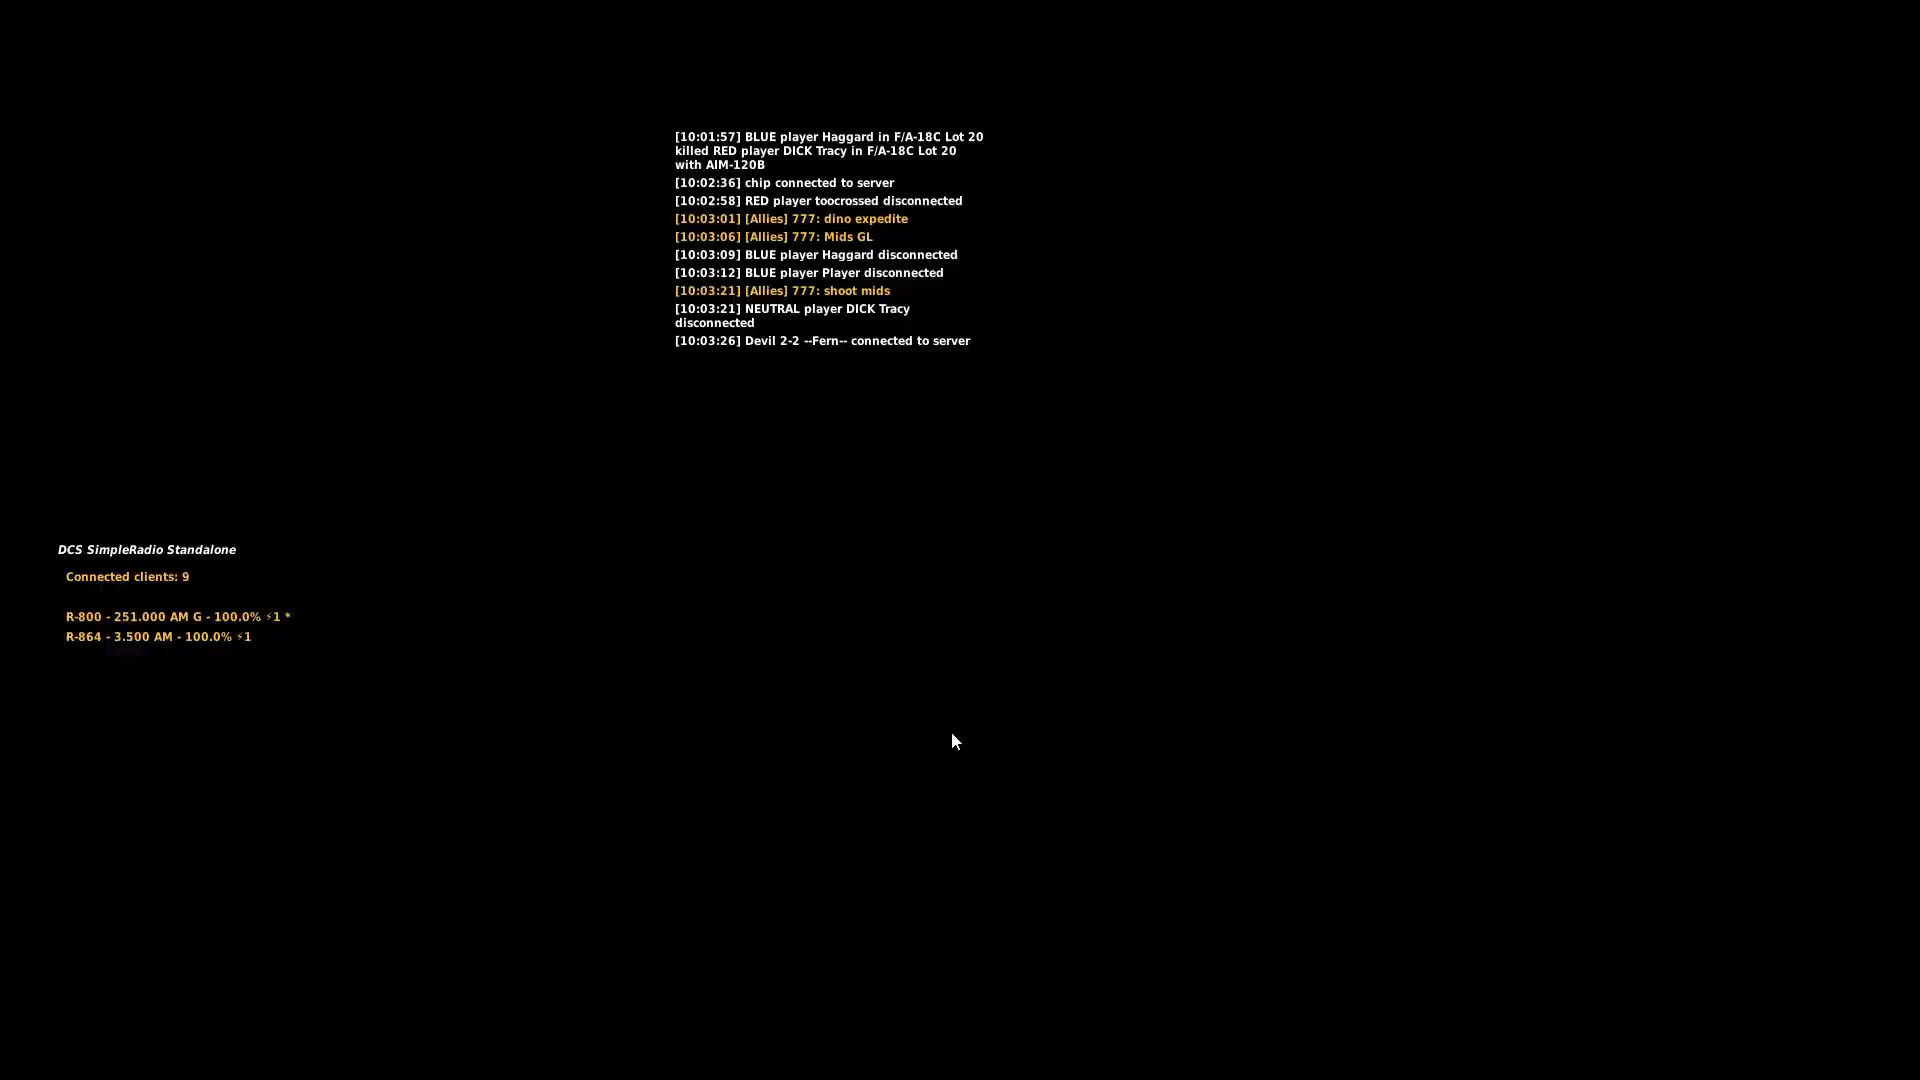 [10:01:57] BLUE player Haggard in F/A-18C Lot 20
killed RED player DICK Tracy in F/A-18C Lot 20
with AIM-120B
[10:02:36] chip connected to server
[10:02:58] RED player toocrossed disconnected
[10:03:01] [Allies] 777: dino expedite
[10:03:06] [Allies] 777: Mids GL
[10:03:09] BLUE player Haggard disconnected
[10:03:12] BLUE player Player disconnected
[10:03:21] [Allies] 777: shoot mids
[10:03:21] NEUTRAL player DICK Tracy
disconnected
[10:03:26] Devil 2-2 --Fern-- connected to server
DCS SimpleRadio Standalone
Connected clients: 9
R-800 - 251.000 AM G - 100.0% ⚡1 *
R-864 - 3.500 AM - 100.0% ⚡1